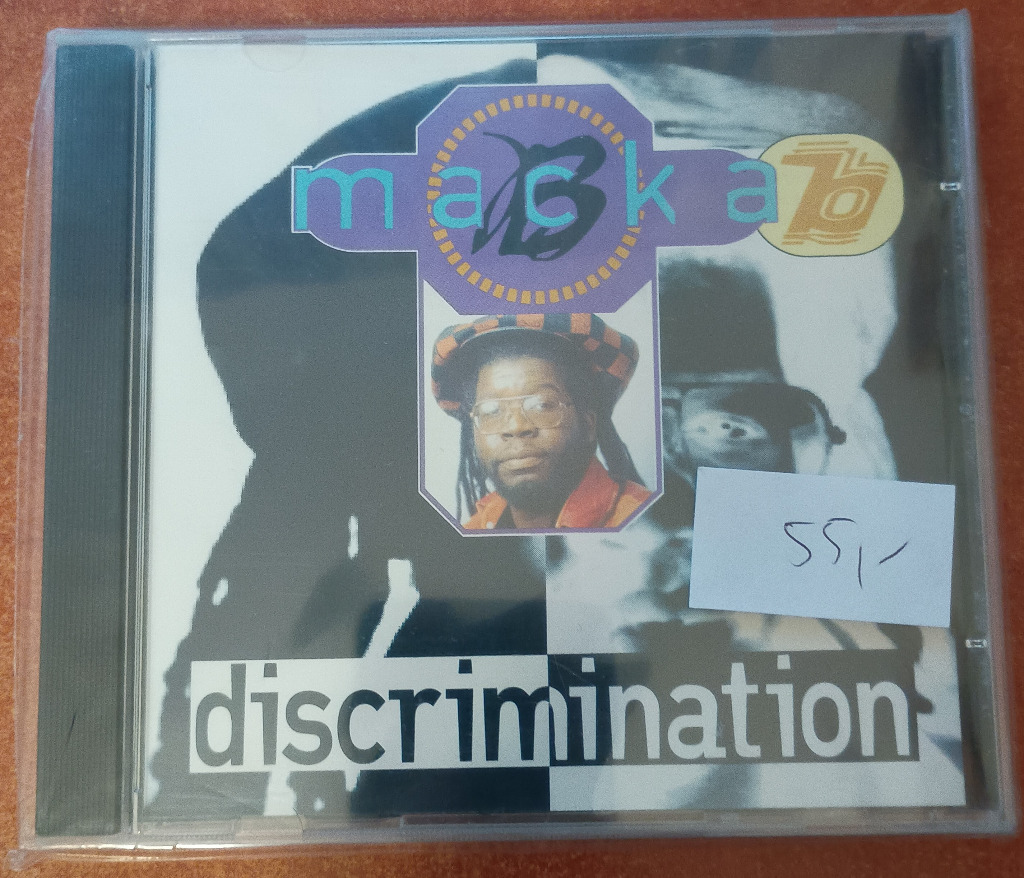 macka b
B
55,-
discrimination